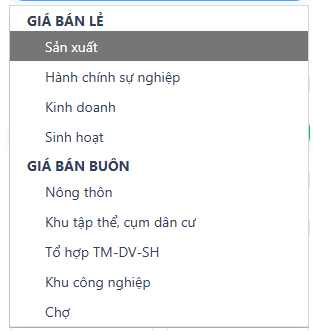 GIÁ BÁN LẺ
Sản xuất
Hành chính sự nghiệp
Kinh doanh
Sinh hoạt
GIÁ BÁN BUÔN
Nông thôn
Khu tập thể, cụm dân cư
Tổ hợp TM-DV-SH
Khu công nghiệp
Chợ